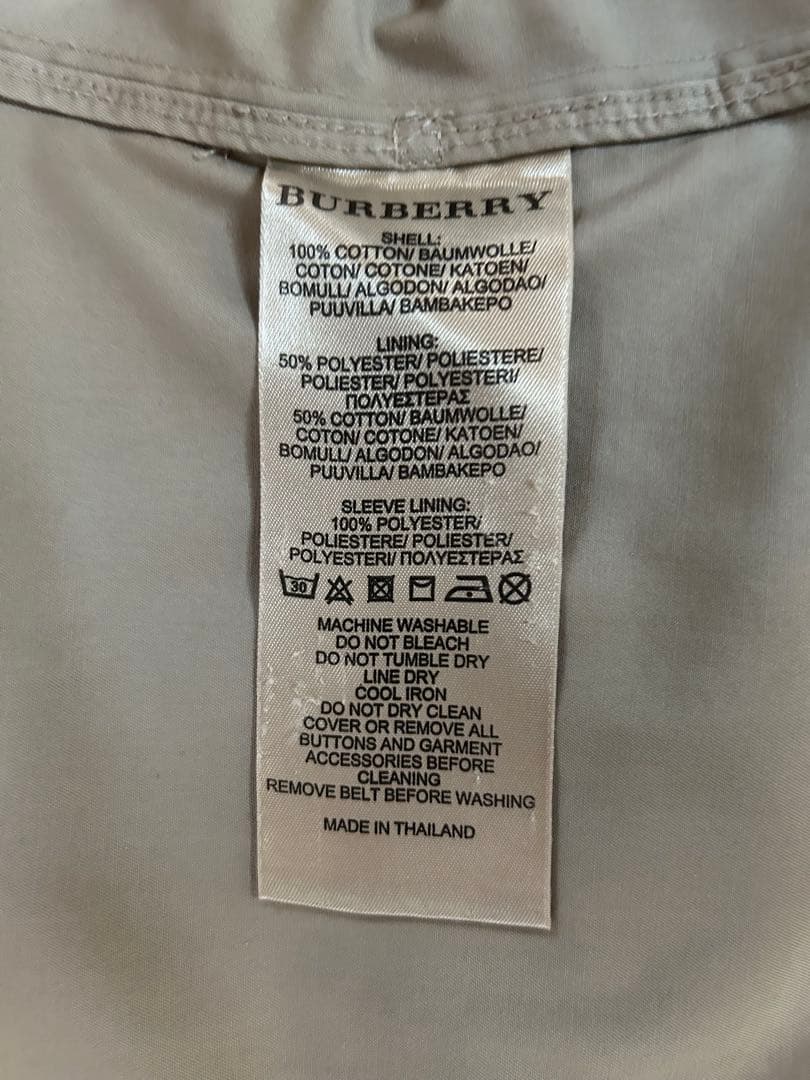 BURBERRY
SHELL:
100% COTTON/ BAUMWOLLE/
COTON/ COTONE/ KATOEN/
BOMULL/ ALGODON/ ALGODAO/
PUUVILLA/ BAMBAKEPO
LINING:
50% POLYESTER/ POLIESTERE/
POLIESTER/ POLYESTERI/
ΠΟΛΥΕΣΤΕΡΑΣ
50% COTTON/ BAUMWOLLE/
COTON/ COTONE/ KATOEN/
BOMULL/ ALGODON/ ALGODAO/
PUUVILLA/ BAMBAKEPO
SLEEVE LINING:
100% POLYESTER/
POLIESTERE/ POLIESTER/
POLYESTERI/ ΠΟΛΥΕΣΤΕΡΑΣ
30
MACHINE WASHABLE
DO NOT BLEACH
DO NOT TUMBLE DRY
LINE DRY
COOL IRON
DO NOT DRY CLEAN
COVER OR REMOVE ALL
BUTTONS AND GARMENT
ACCESSORIES BEFORE
CLEANING
REMOVE BELT BEFORE WASHING
MADE IN THAILAND